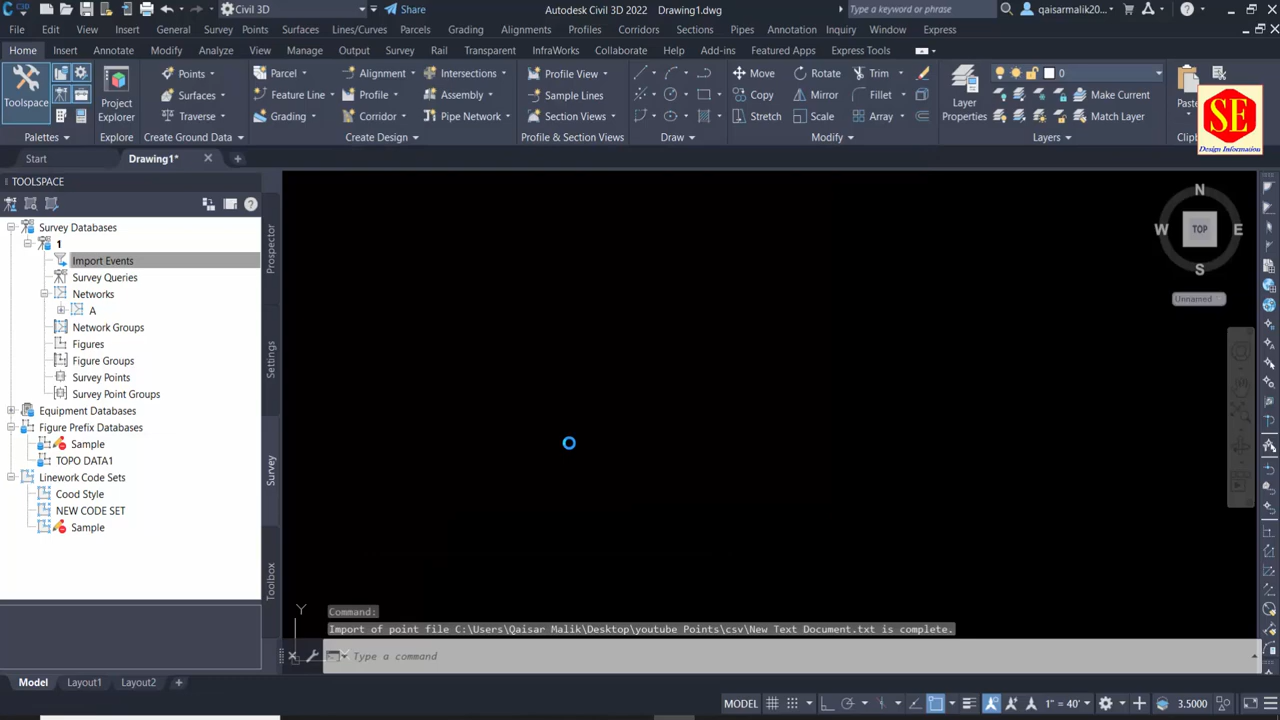 C3D
Civil 3D
Share
Autodesk Civil 3D 2022 Drawing1.dwg
Type a keyword or phrase
qaisarmalik20...
File Edit View Insert General Survey Points Surfaces Lines/Curves Parcels Grading Alignments Profiles Corridors Sections Pipes Annotation Inquiry Window Express
Home Insert Annotate Modify Analyze View Manage Output Survey Rail Transparent InfraWorks Collaborate Help Add-ins Featured Apps Express Tools
Points Parcel Alignment Intersections Profile View Move Rotate Trim 0
Toolspace Project Explorer Surfaces Feature Line Profile Assembly Sample Lines Copy Mirror Fillet Layer Properties Make Current Paste
Traverse Grading Corridor Pipe Network Section Views Stretch Scale Array Match Layer
Palettes Explore Create Ground Data Create Design Profile & Section Views Draw Modify Layers Clipb
SE
Design Information
Start Drawing1*
TOOLSPACE
Survey Databases
1
Import Events
Survey Queries
Networks
A
Network Groups
Figures
Figure Groups
Survey Points
Survey Point Groups
Equipment Databases
Figure Prefix Databases
Sample
TOPO DATA1
Linework Code Sets
Cood Style
NEW CODE SET
Sample
Prospector
Settings
Survey
Toolbox
N
W TOP E
S
Unnamed
Y
Command:
Import of point file C:\Users\Qaisar Malik\Desktop\youtube Points\csv\New Text Document.txt is complete.
Type a command
Model Layout1 Layout2
MODEL 1" = 40' 3.5000